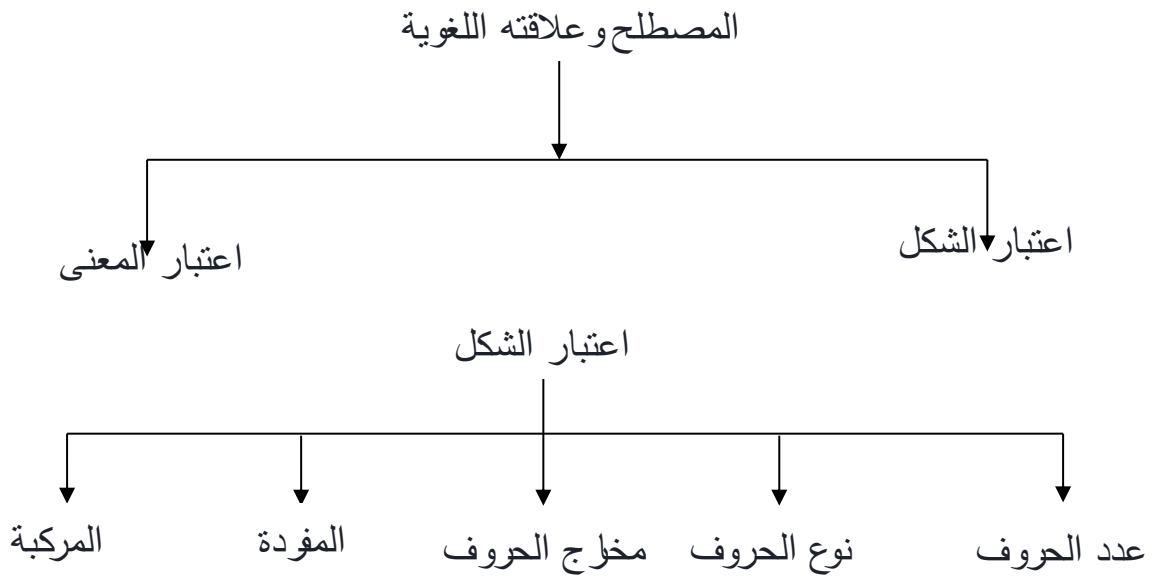 المصطلح وعلاقته اللغوية
اعتبار الشكل
اعتبار المعنى
اعتبار الشكل
عدد الحروف
نوع الحروف
مخارج الحروف
المفردة
المركبة